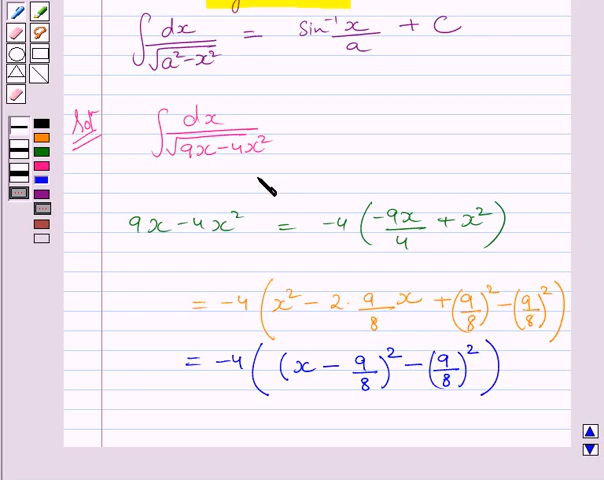 ∫ dx/√(a²-x²) = sin⁻¹ x/a + C
Sol
∫ dx/√(9x-4x²)
9x-4x² = -4(-9x/4 + x²)
= -4(x² - 2·9/8 x + (9/8)² - (9/8)²)
= -4((x - 9/8)² - (9/8)²)